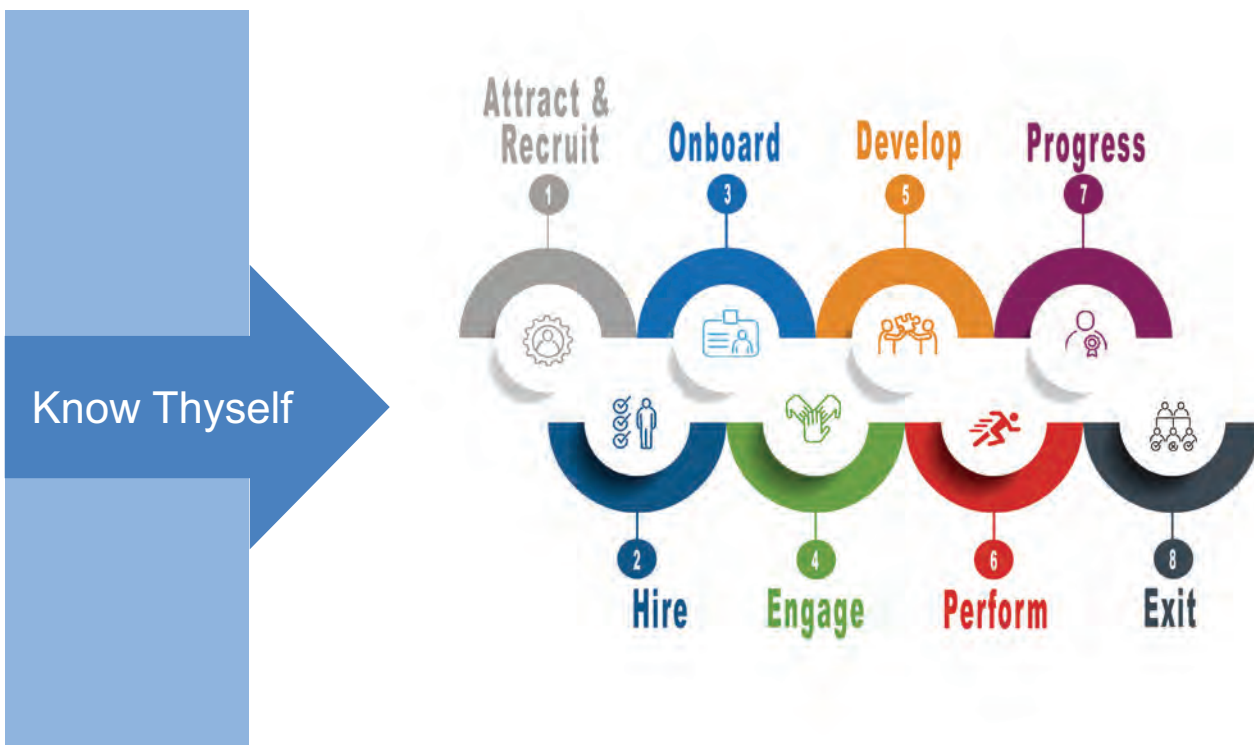 Know Thyself
Attract &
Recruit
1
2
Hire
Onboard
3
4
Engage
Develop
5
6
Perform
Progress
7
8
Exit